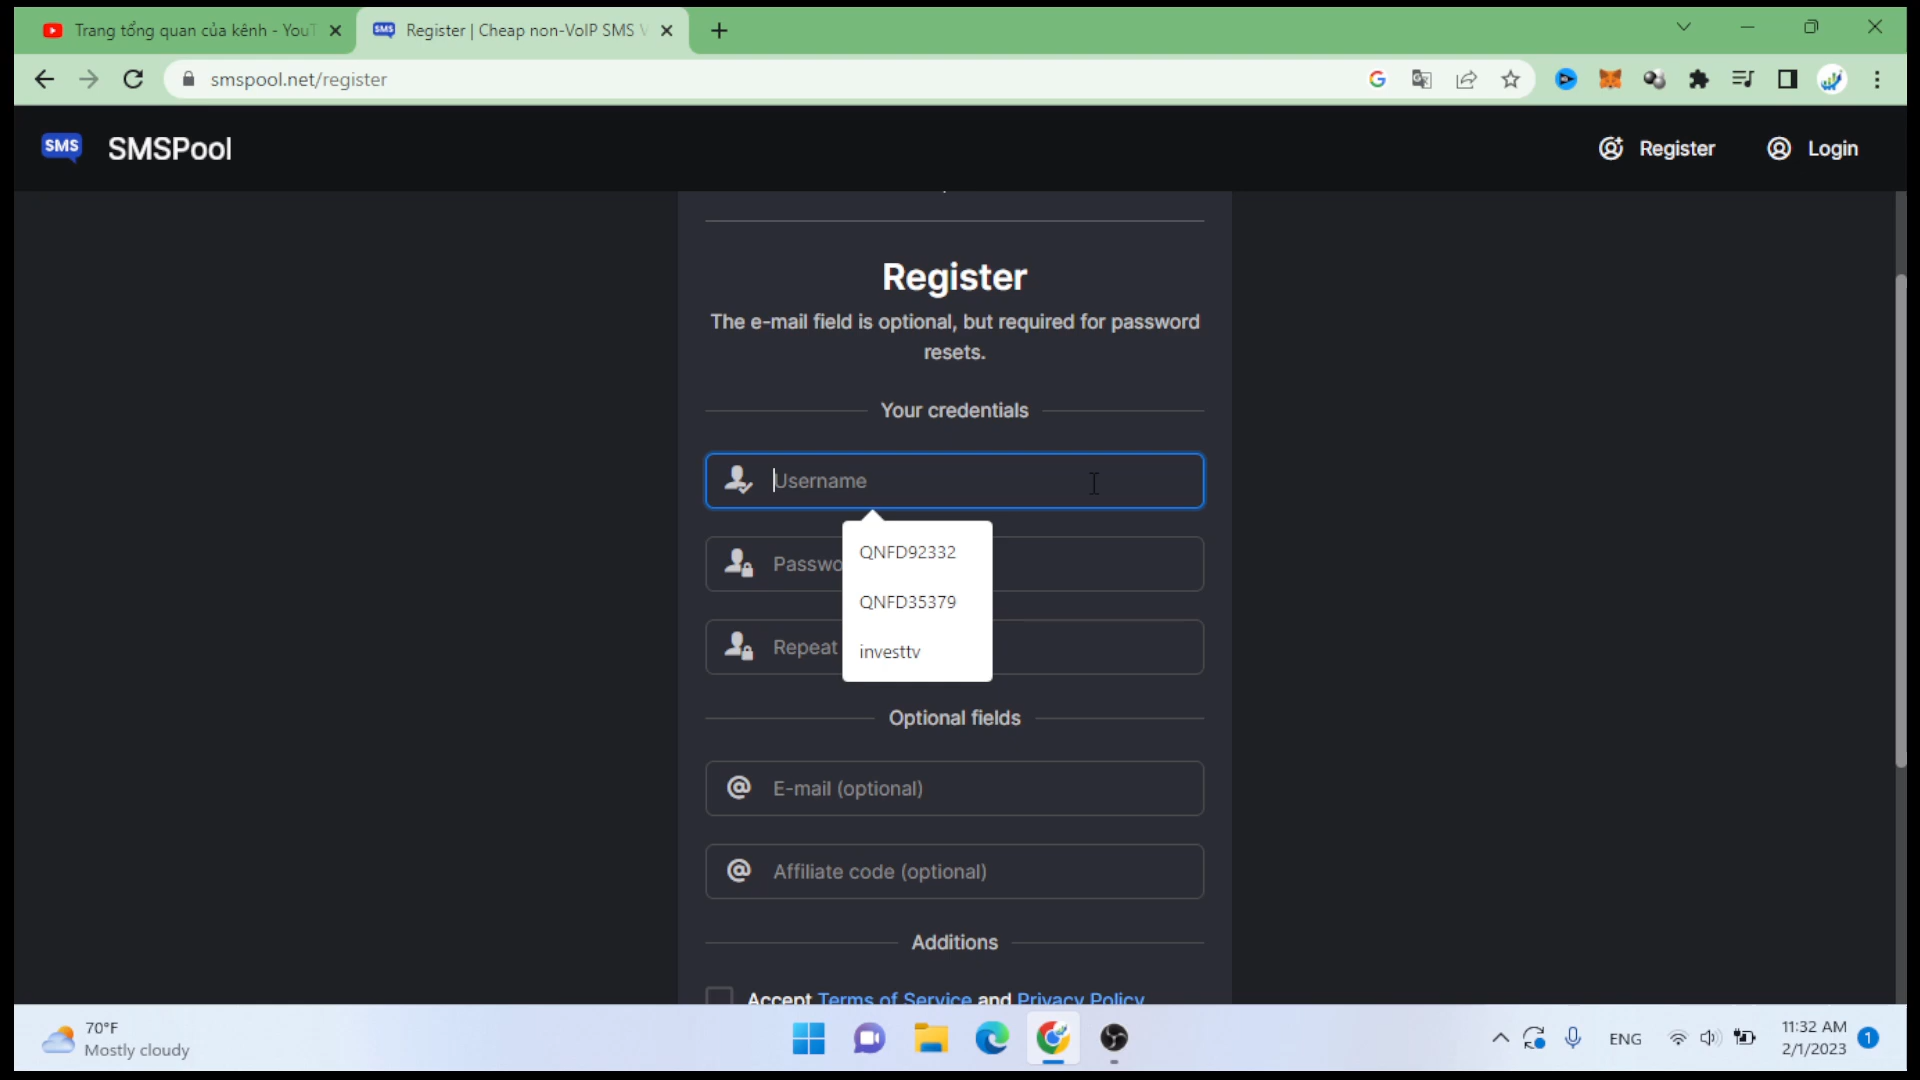 Trang tổng quan của kênh - YouT
SMS
Register | Cheap non-VoIP SMS V
smspool.net/register
SMS
SMSPool
Register
Login
Register
The e-mail field is optional, but required for password
resets.
Your credentials
Username
Passwo
QNFD92332
QNFD35379
Repeat
investtv
Optional fields
E-mail (optional)
Affiliate code (optional)
Additions
Accept Terms of Service and Privacy Policy
70°F
Mostly cloudy
ENG
11:32 AM
2/1/2023
1